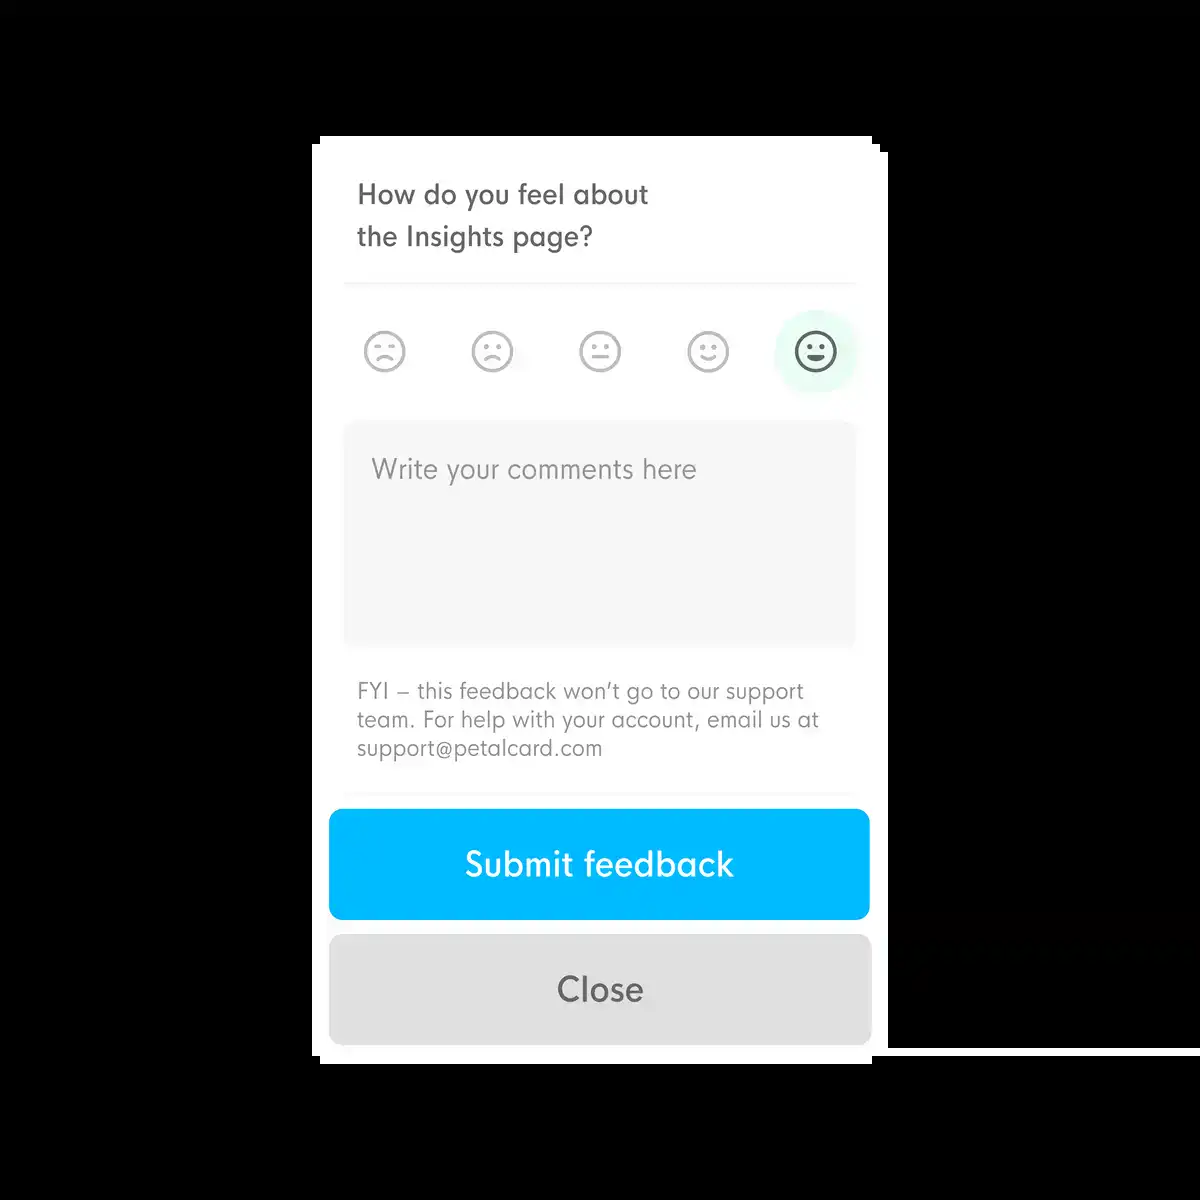 How do you feel about
the Insights page?
Write your comments here
FYI – this feedback won’t go to our support
team. For help with your account, email us at
support@petalcard.com
Submit feedback
Close